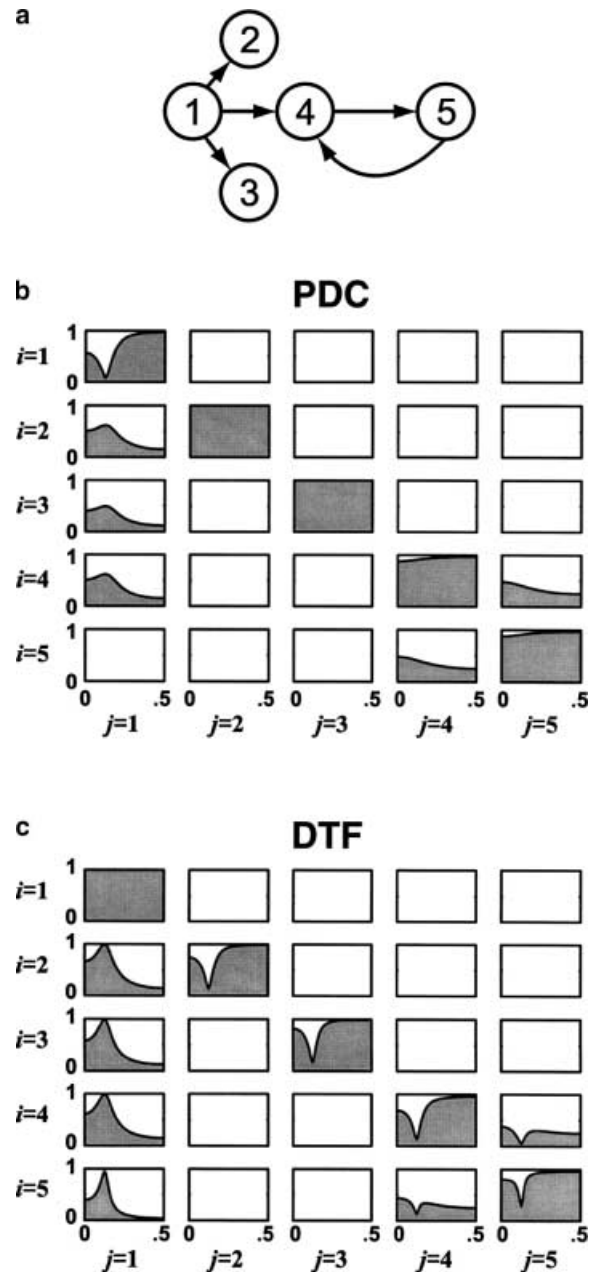 a
2
1 4 5
3
b PDC
i=1 1 0
i=2 1 0
i=3 1 0
i=4 1 0
i=5 1 0
0 .5 0 .5 0 .5 0 .5 0 .5
j=1 j=2 j=3 j=4 j=5
c DTF
i=1 1 0
i=2 1 0
i=3 1 0
i=4 1 0
i=5 1 0
0 .5 0 .5 0 .5 0 .5 0 .5
j=1 j=2 j=3 j=4 j=5